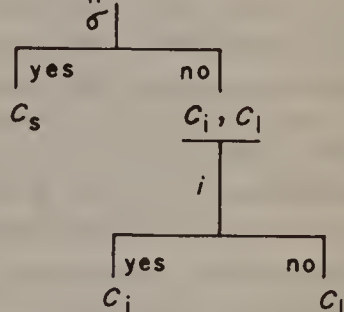 σ
yes no
Cs
Ci, Cl
i
yes no
Ci Cl